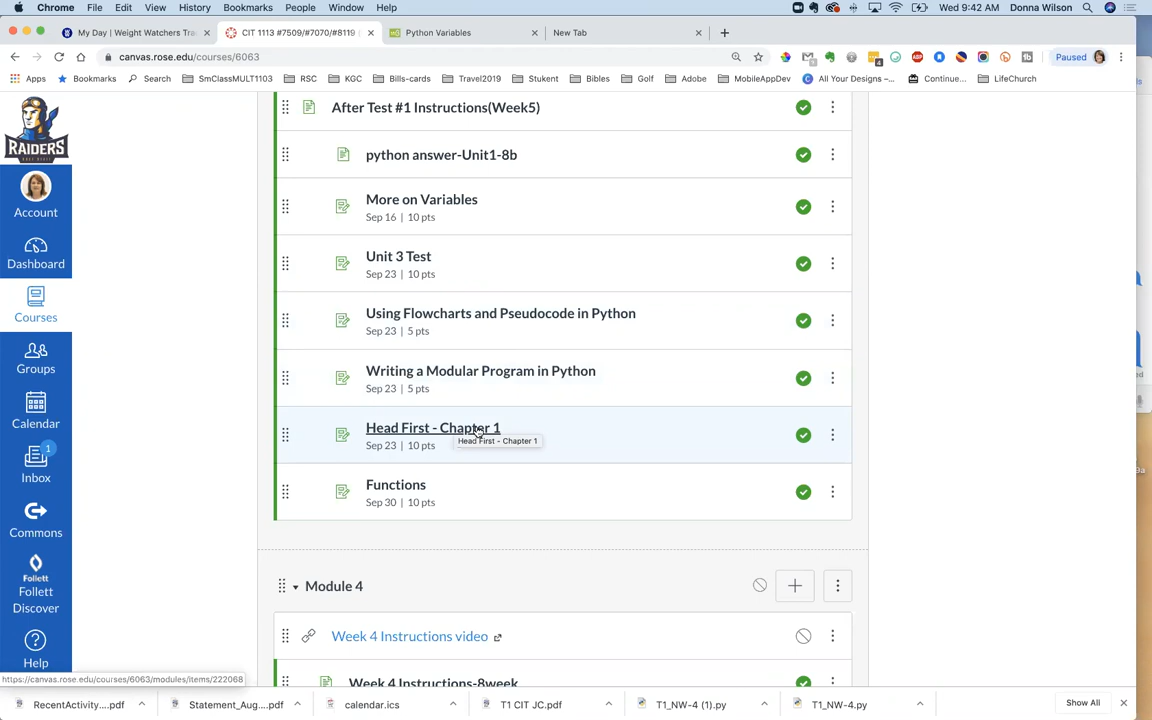 Chrome File Edit View History Bookmarks People Window Help Wed 9:42 AM Donna Wilson
My Day | Weight Watchers Tra CIT 1113 #7509/#7070/#8119 | Python Variables New Tab
canvas.rose.edu/courses/6063 Paused
Apps Bookmarks Search SmClassMULT1103 RSC KGC Bills-cards Travel2019 Stukent Bibles Golf Adobe MobileAppDev All Your Designs –... Continue... LifeChurch
RAIDERS
Account
Dashboard
Courses
Groups
Calendar
1
Inbox
Commons
Follett
Follett
Discover
Help
After Test #1 Instructions(Week5)
python answer-Unit1-8b
More on Variables
Sep 16 | 10 pts
Unit 3 Test
Sep 23 | 10 pts
Using Flowcharts and Pseudocode in Python
Sep 23 | 5 pts
Writing a Modular Program in Python
Sep 23 | 5 pts
Head First - Chapter 1
Head First - Chapter 1
Sep 23 | 10 pts
Functions
Sep 30 | 10 pts
Module 4
Week 4 Instructions video
Week 4 Instructions-8week
https://canvas.rose.edu/courses/6063/modules/items/222068
RecentActivity....pdf Statement_Aug....pdf calendar.ics T1 CIT JC.pdf T1_NW-4 (1).py T1_NW-4.py Show All